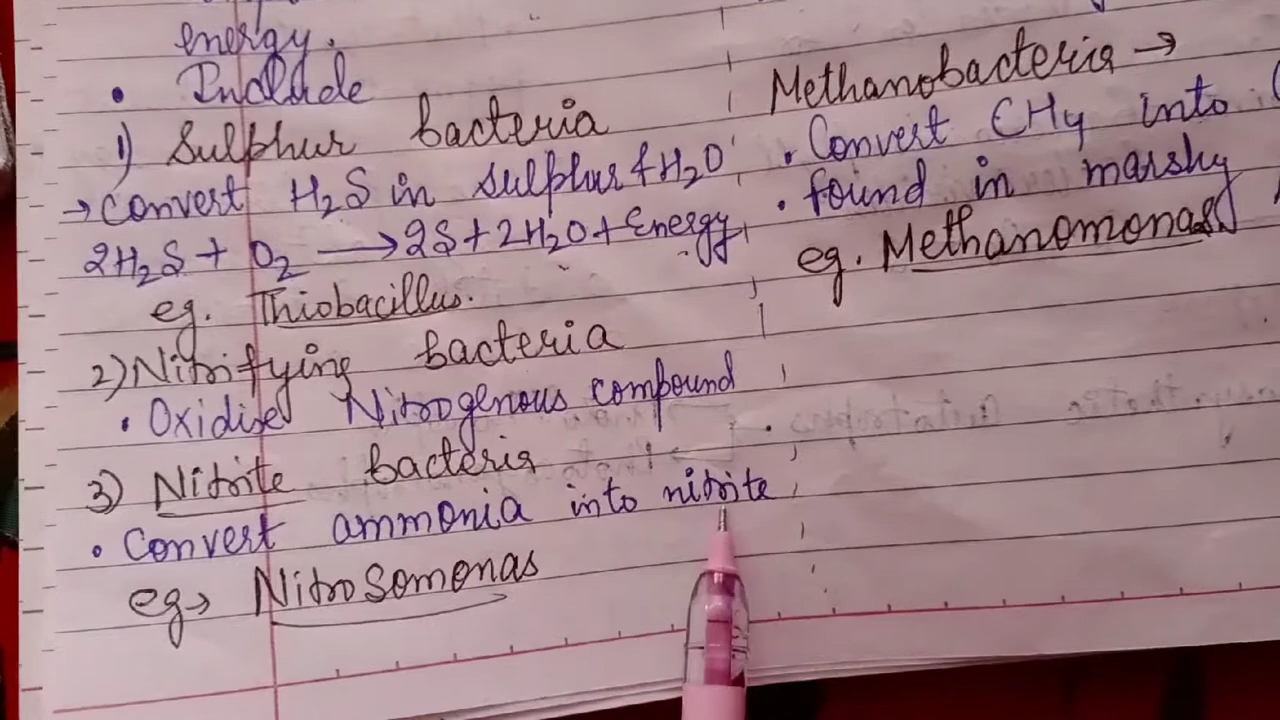 energy.
• Include
1) Sulphur bacteria
→ Convert H₂S in sulphur + H₂O
2H₂S + O₂ → 2S + 2H₂O + Energy
eg. Thiobacillus.
2) Nitrifying bacteria
• Oxidise Nitrogenous compound
3) Nitrite bacteria
• Convert ammonia into nitrite
eg → Nitrosomonas
Methanobacteria →
• Convert CH4 into
• found in marshy
eg. Methanomonas